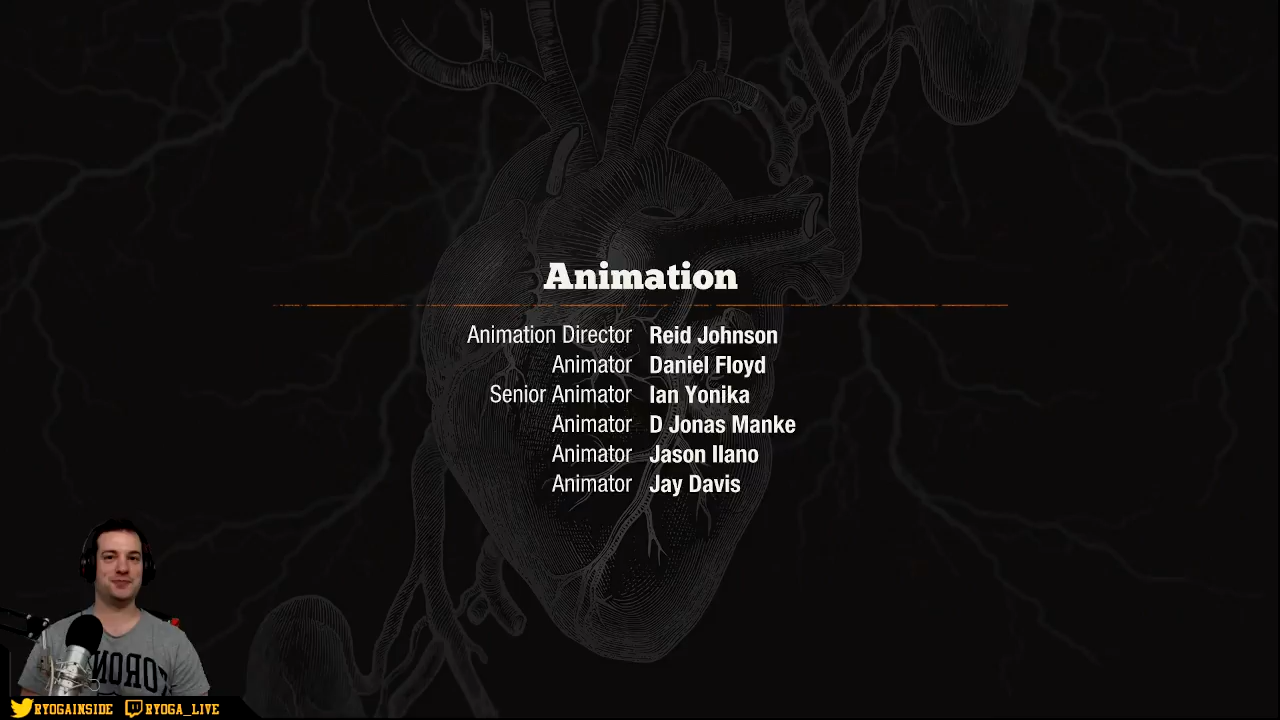 Animation
Animation Director Reid Johnson
Animator Daniel Floyd
Senior Animator Ian Yonika
Animator D Jonas Manke
Animator Jason Ilano
Animator Jay Davis
TORON
RYOGAINSIDE RYOGA_LIVE